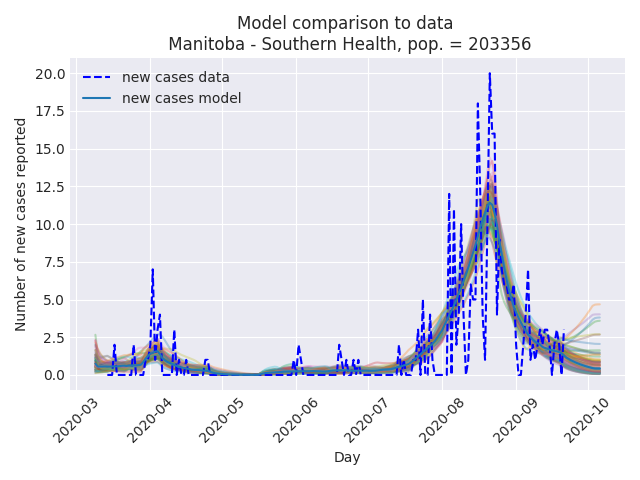 Model comparison to data
Manitoba - Southern Health, pop. = 203356
new cases data
new cases model
Number of new cases reported
20.0
17.5
15.0
12.5
10.0
7.5
5.0
2.5
0.0
2020-03
2020-04
2020-05
2020-06
2020-07
2020-08
2020-09
2020-10
Day